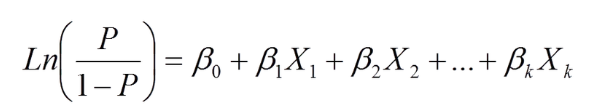 Ln(P/(1−P)) = β₀ + β₁X₁ + β₂X₂ + ... + βₖXₖ